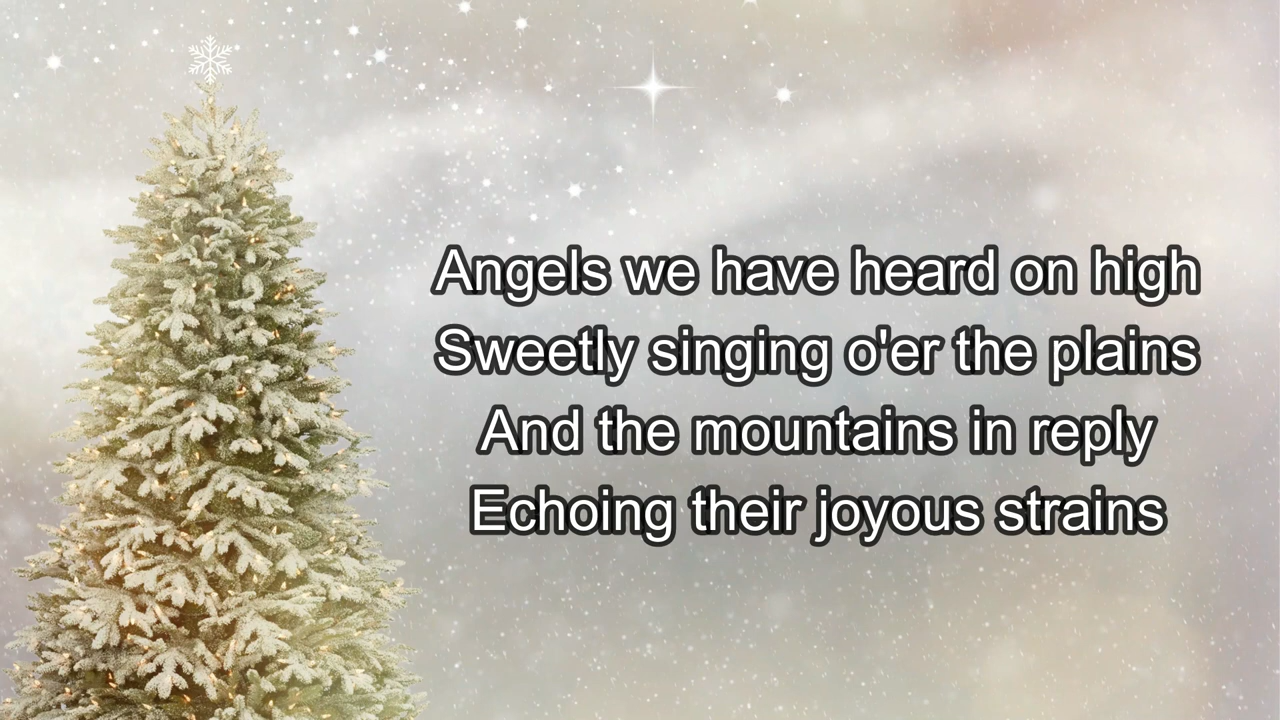 Angels we have heard on high
Sweetly singing o'er the plains
And the mountains in reply
Echoing their joyous strains